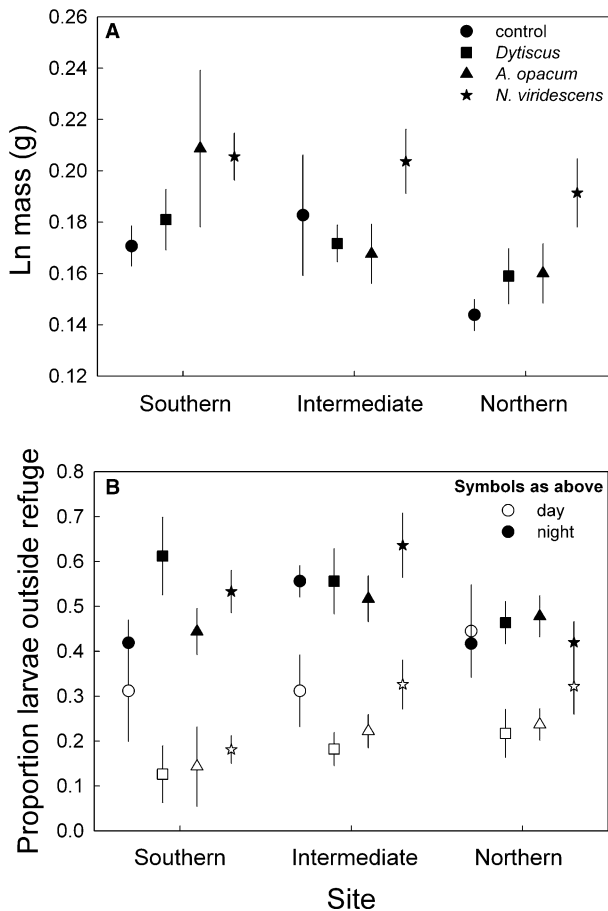 A
control
Dytiscus
A. opacum
N. viridescens
Ln mass (g)
0.26
0.24
0.22
0.20
0.18
0.16
0.14
0.12
Southern
Intermediate
Northern
B
Symbols as above
day
night
Proportion larvae outside refuge
0.8
0.7
0.6
0.5
0.4
0.3
0.2
0.1
0.0
Southern
Intermediate
Northern
Site